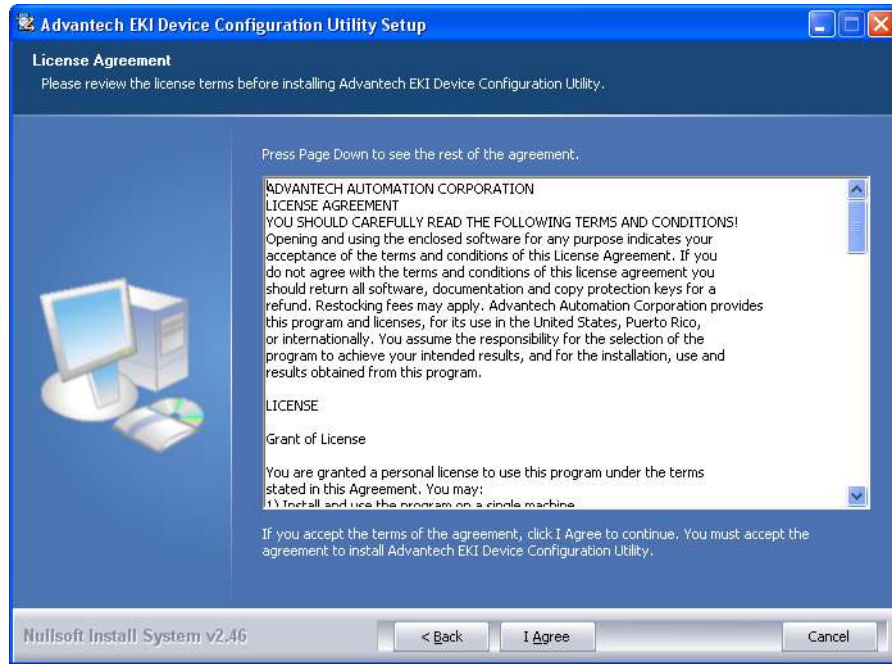 Advantech EKI Device Configuration Utility Setup
License Agreement
Please review the license terms before installing Advantech EKI Device Configuration Utility.
Press Page Down to see the rest of the agreement.
ADVANTECH AUTOMATION CORPORATION
LICENSE AGREEMENT
YOU SHOULD CAREFULLY READ THE FOLLOWING TERMS AND CONDITIONS!
Opening and using the enclosed software for any purpose indicates your
acceptance of the terms and conditions of this License Agreement. If you
do not agree with the terms and conditions of this license agreement you
should return all software, documentation and copy protection keys for a
refund. Restocking fees may apply. Advantech Automation Corporation provides
this program and licenses, for its use in the United States, Puerto Rico,
or internationally. You assume the responsibility for the selection of the
program to achieve your intended results, and for the installation, use and
results obtained from this program.
LICENSE
Grant of License
You are granted a personal license to use this program under the terms
stated in this Agreement. You may:
1) Install and use the program on a single machine
If you accept the terms of the agreement, click I Agree to continue. You must accept the
agreement to install Advantech EKI Device Configuration Utility.
Nullsoft Install System v2.46
< Back
I Agree
Cancel